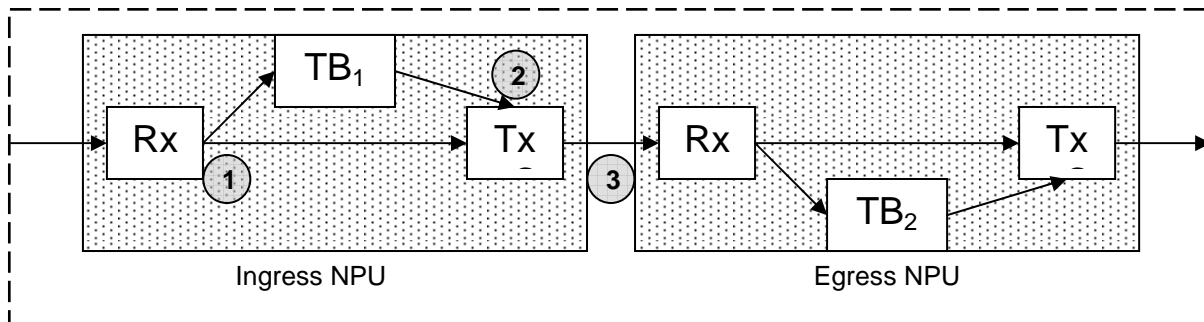 TB₁
2
Rx
Tx
Rx
Tx
1
3
TB₂
Ingress NPU
Egress NPU